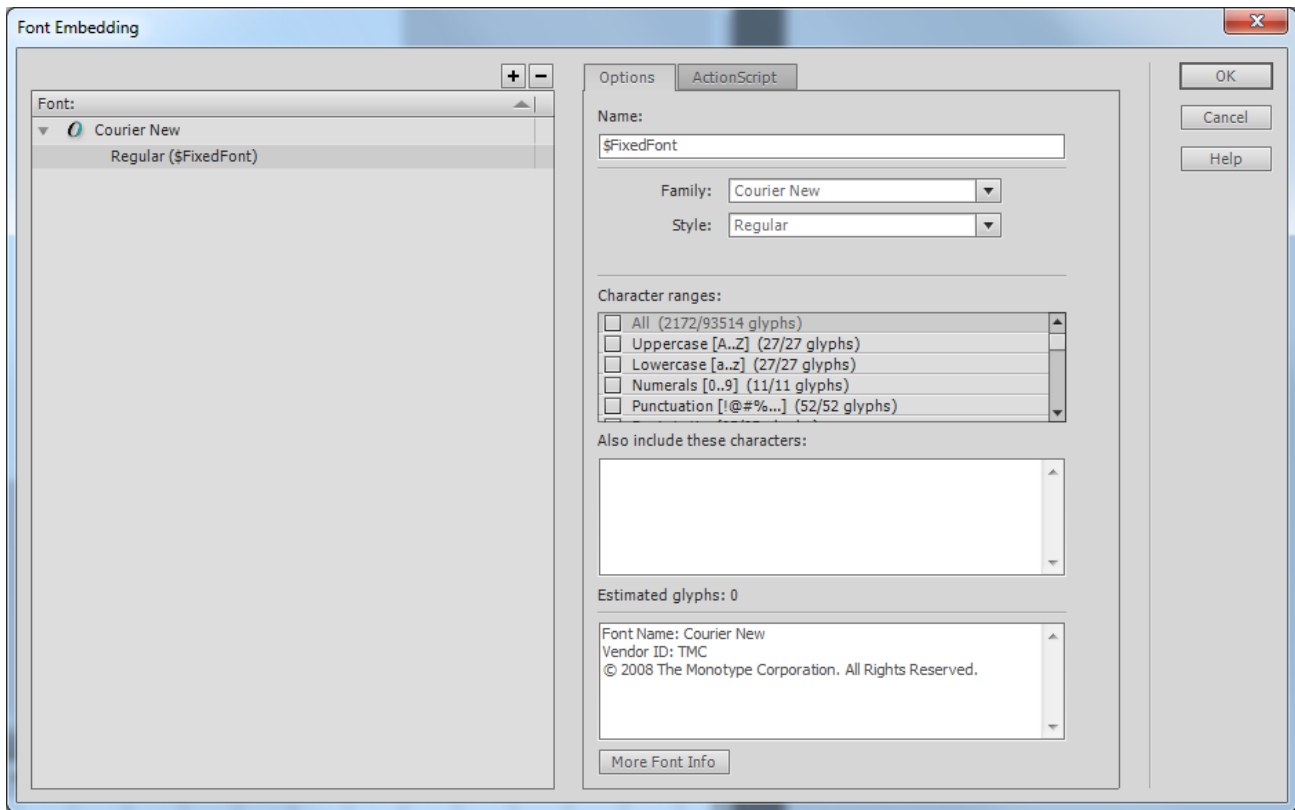 Font Embedding
Font:
Courier New
Regular ($FixedFont)
Options
ActionScript
Name:
$FixedFont
Family: Courier New
Style: Regular
Character ranges:
All (2172/93514 glyphs)
Uppercase [A..Z] (27/27 glyphs)
Lowercase [a..z] (27/27 glyphs)
Numerals [0..9] (11/11 glyphs)
Punctuation [!@#%...] (52/52 glyphs)
Also include these characters:
Estimated glyphs: 0
Font Name: Courier New
Vendor ID: TMC
© 2008 The Monotype Corporation. All Rights Reserved.
More Font Info
OK
Cancel
Help